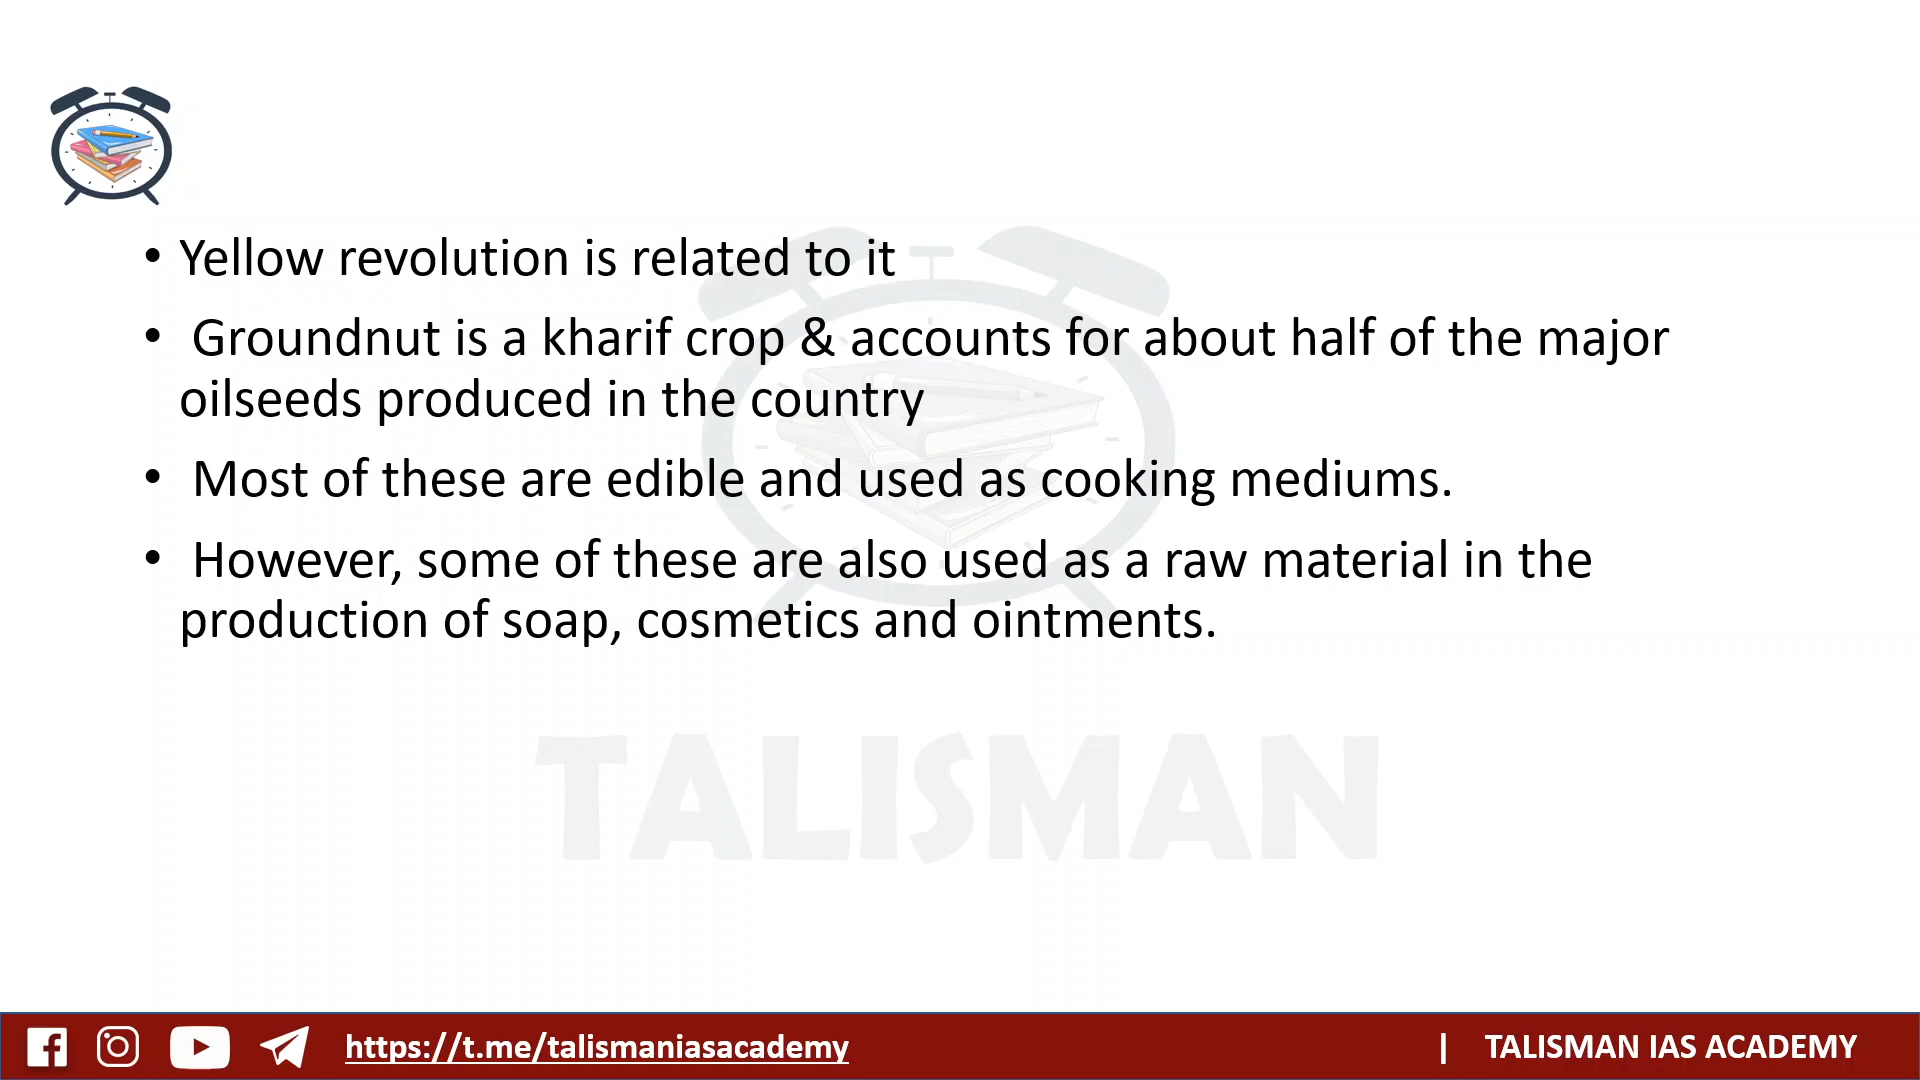 • Yellow revolution is related to it
• Groundnut is a kharif crop & accounts for about half of the major
oilseeds produced in the country
• Most of these are edible and used as cooking mediums.
• However, some of these are also used as a raw material in the
production of soap, cosmetics and ointments.
TALISMAN
https://t.me/talismaniasacademy
| TALISMAN IAS ACADEMY